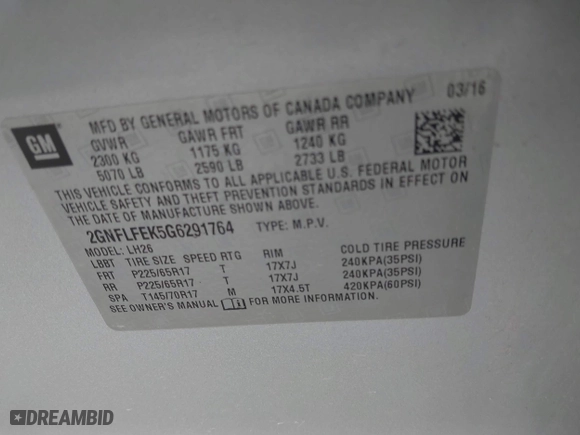 GM
MFD BY GENERAL MOTORS OF CANADA COMPANY 03/16
GVWR GAWR FRT GAWR RR
2300 KG 1175 KG 1240 KG
5070 LB 2590 LB 2733 LB
THIS VEHICLE CONFORMS TO ALL APPLICABLE U.S. FEDERAL MOTOR
VEHICLE SAFETY AND THEFT PREVENTION STANDARDS IN EFFECT ON
THE DATE OF MANUFACTURE SHOWN ABOVE.
2GNFLFEK5G6291764 TYPE: M.P.V.
MODEL: LH26
LBBT TIRE SIZE SPEED RTG RIM COLD TIRE PRESSURE
FRT P225/65R17 T 17X7J 240KPA(35PSI)
RR P225/65R17 T 17X7J 240KPA(35PSI)
SPA T145/70R17 M 17X4.5T 420KPA(60PSI)
SEE OWNER'S MANUAL FOR MORE INFORMATION.
DREAMBID